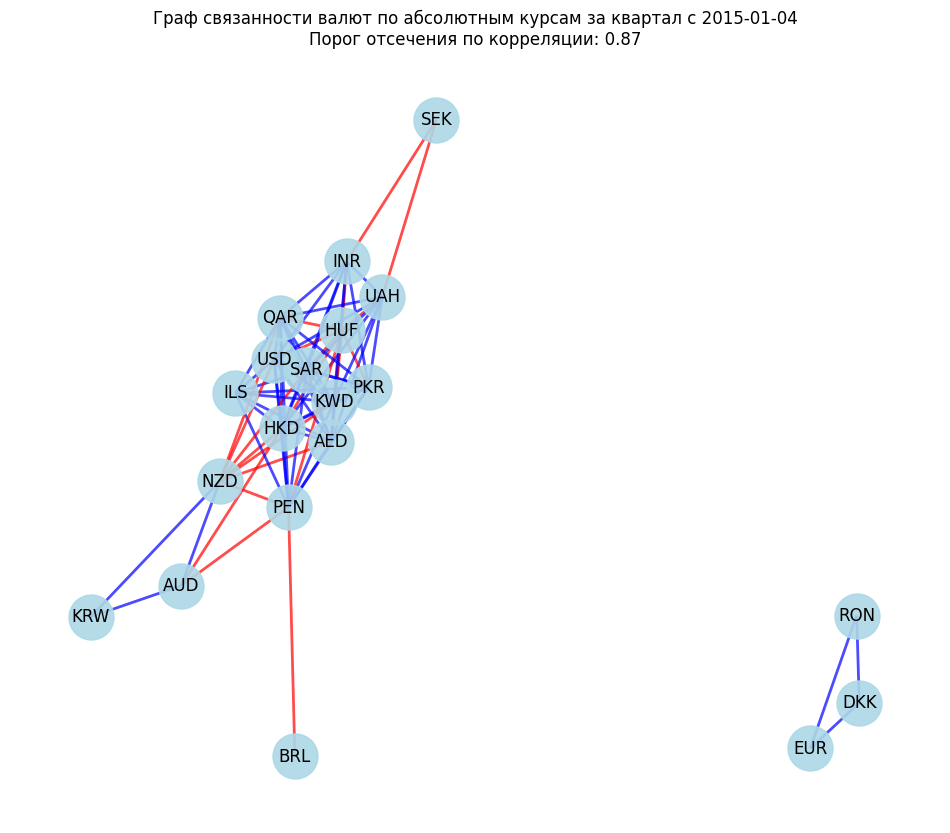 Граф связанности валют по абсолютным курсам за квартал с 2015-01-04
Порог отсечения по корреляции: 0.87
SEK
INR
UAH
QAR
HUF
USD
SAR
PKR
ILS
KWD
HKD
AED
NZD
PEN
AUD
KRW
RON
DKK
EUR
BRL